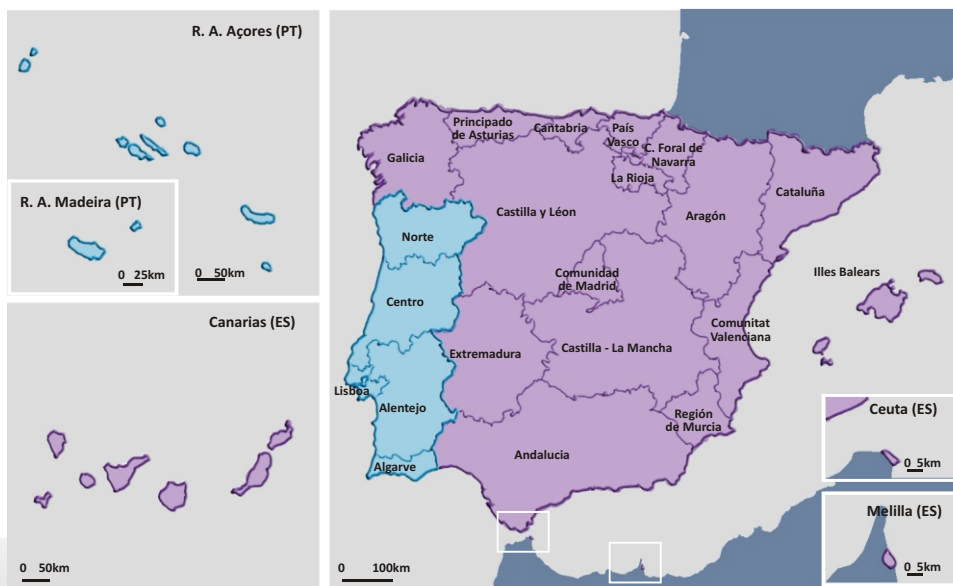 R. A. Açores (PT)
R. A. Madeira (PT)
0 25km
0 50km
Canarias (ES)
0 50km
Principado
de Asturias
Cantabria
País
Vasco
C. Foral de
Navarra
Galicia
La Rioja
Cataluña
Castilla y Léon
Aragón
Norte
Comunidad
de Madrid
Illes Balears
Centro
Comunitat
Valenciana
Extremadura
Castilla - La Mancha
Lisboa
Alentejo
Región
de Murcia
Andalucia
Algarve
Ceuta (ES)
0 5km
Melilla (ES)
0 5km
0 100km